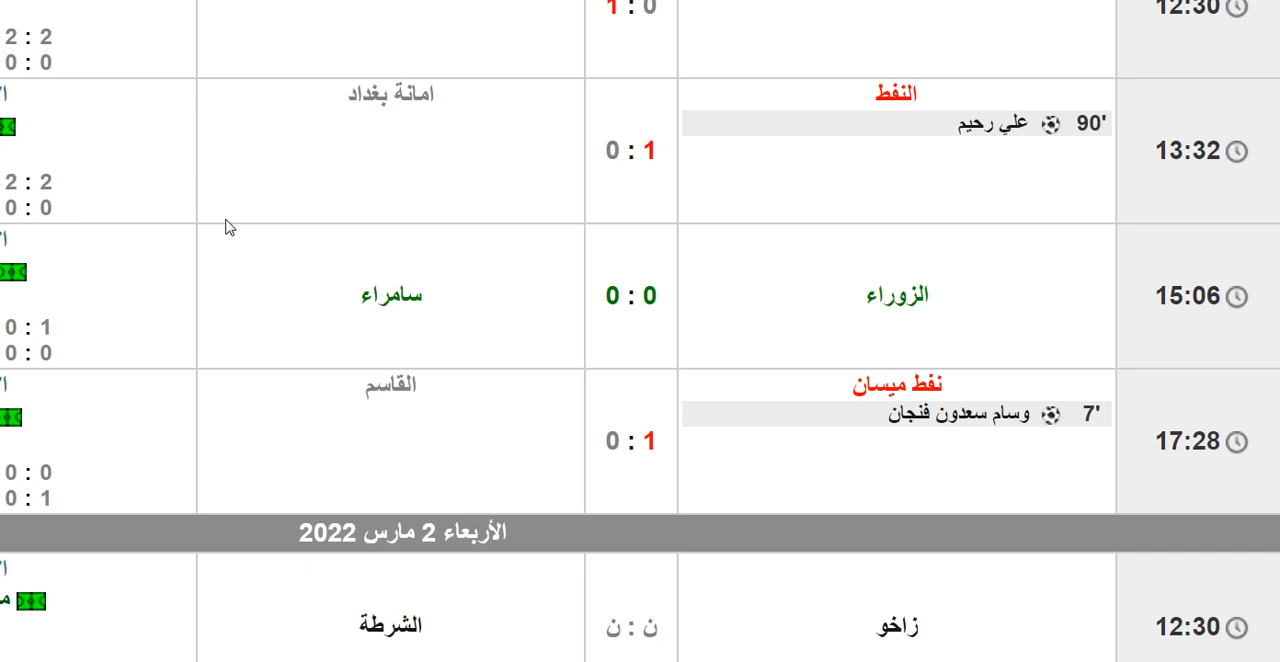 12:30
0 : 1
2 : 2
0 : 0
13:32
النفط
90' علي رحيم
1 : 0
امانة بغداد
2 : 2
0 : 0
15:06
الزوراء
0 : 0
سامراء
0 : 1
0 : 0
17:28
نفط ميسان
7' وسام سعدون فنجان
1 : 0
القاسم
0 : 0
0 : 1
الأربعاء 2 مارس 2022
12:30
زاخو
ن : ن
الشرطة